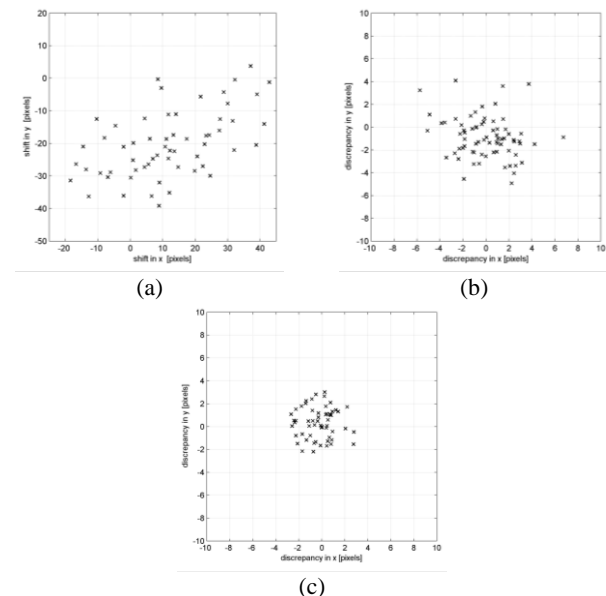 20
10
0
-10
-20
-30
-40
-50
-20 -10 0 10 20 30 40
shift in y [pixels]
shift in x [pixels]
(a)
10
8
6
4
2
0
-2
-4
-6
-8
-10
-10 -8 -6 -4 -2 0 2 4 6 8 10
discrepancy in y [pixels]
discrepancy in x [pixels]
(b)
10
8
6
4
2
0
-2
-4
-6
-8
-10
-10 -8 -6 -4 -2 0 2 4 6 8 10
discrepancy in y [pixels]
discrepancy in x [pixels]
(c)